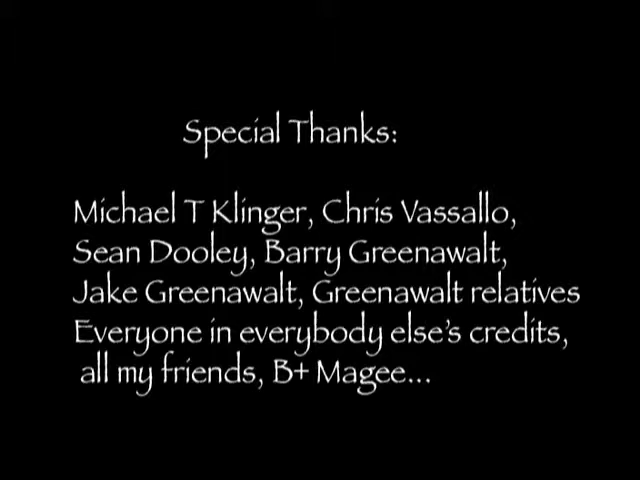 Special Thanks:
Michael T Klinger, Chris Vassallo,
Sean Dooley, Barry Greenawalt,
Jake Greenawalt, Greenawalt relatives
Everyone in everybody else's credits,
all my friends, B+ Magee...